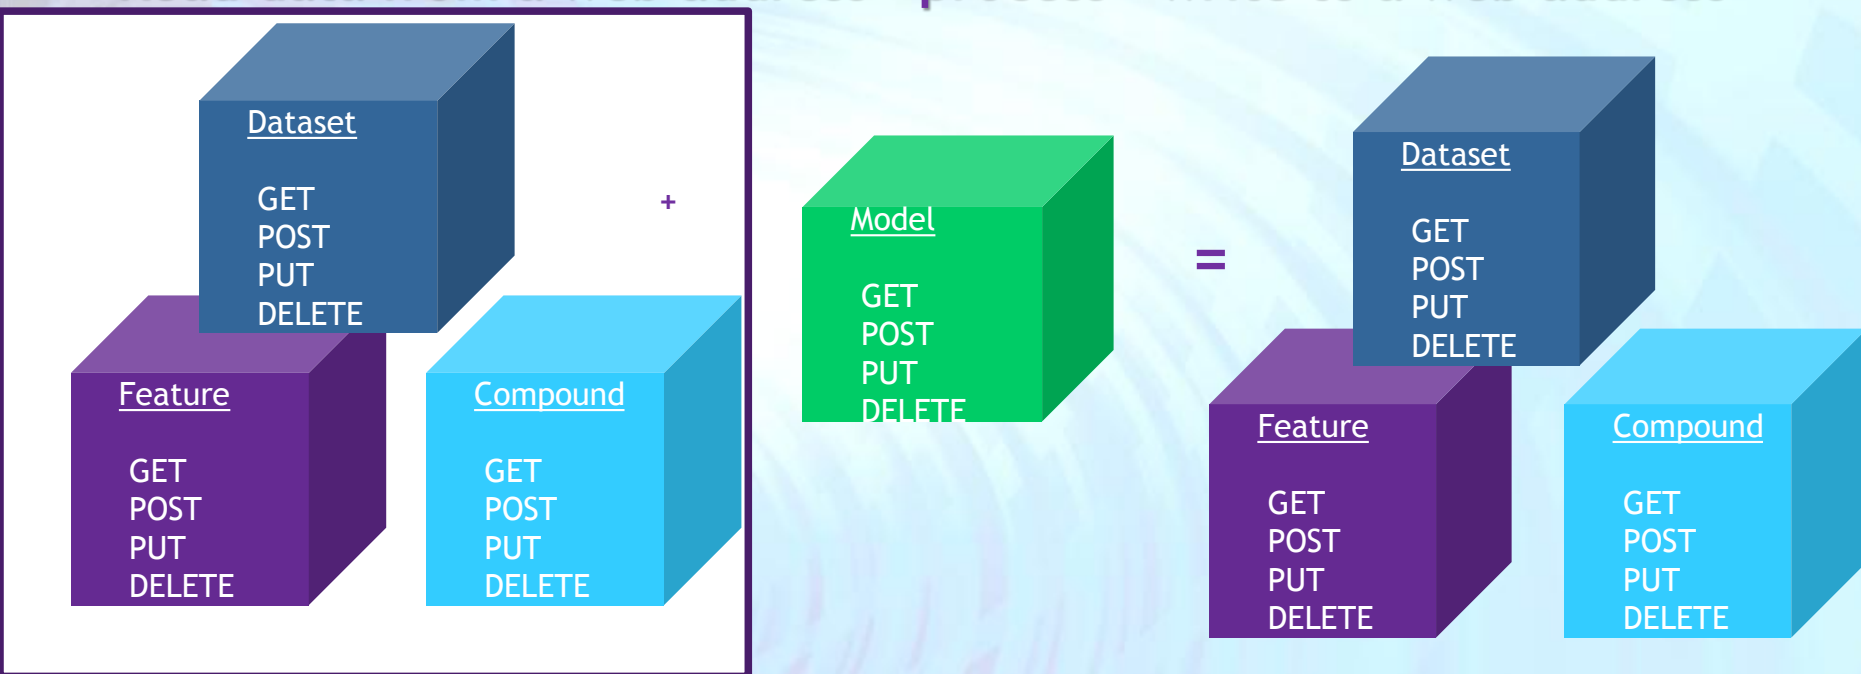 Dataset
GET
POST
PUT
DELETE
Feature
GET
POST
PUT
DELETE
Compound
GET
POST
PUT
DELETE
+
Model
GET
POST
PUT
DELETE
=
Dataset
GET
POST
PUT
DELETE
Feature
GET
POST
PUT
DELETE
Compound
GET
POST
PUT
DELETE